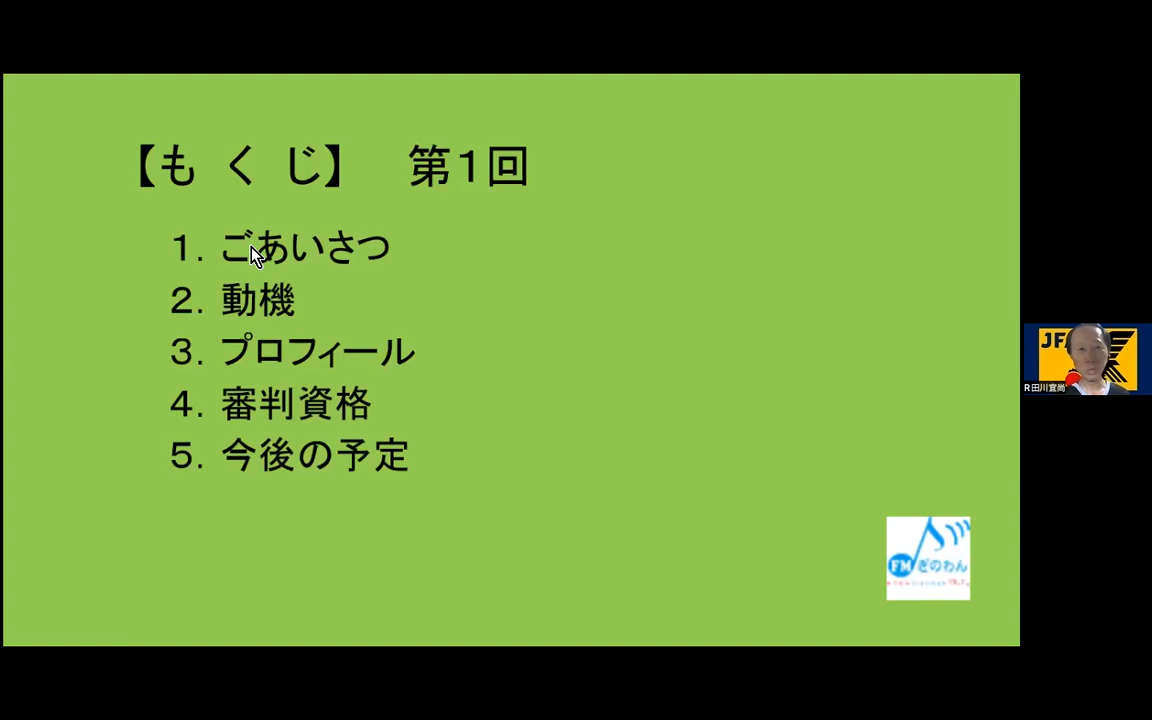 【も く じ】 第１回
１. ごあいさつ
２. 動機
３. プロフィール
４. 審判資格
５. 今後の予定
FMぎのわん
JFA
R田川宜尚